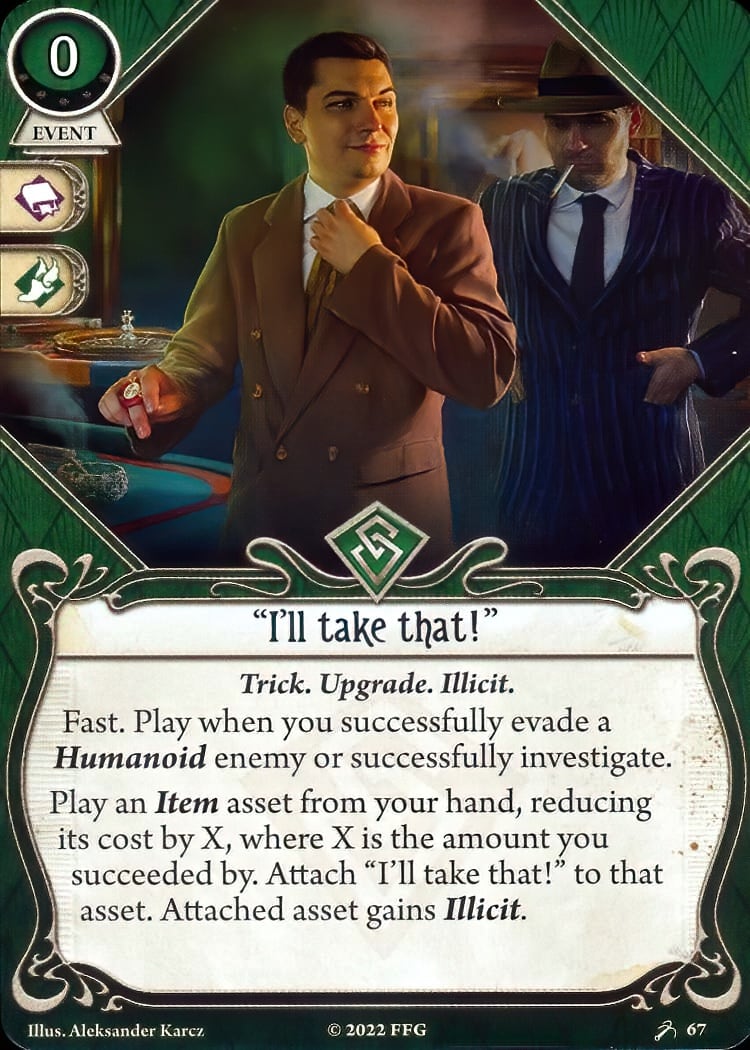 0
EVENT
“I’ll take that!”
Trick. Upgrade. Illicit.
Fast. Play when you successfully evade a
Humanoid enemy or successfully investigate.
Play an Item asset from your hand, reducing
its cost by X, where X is the amount you
succeeded by. Attach “I’ll take that!” to that
asset. Attached asset gains Illicit.
Illus. Aleksander Karcz © 2022 FFG 67